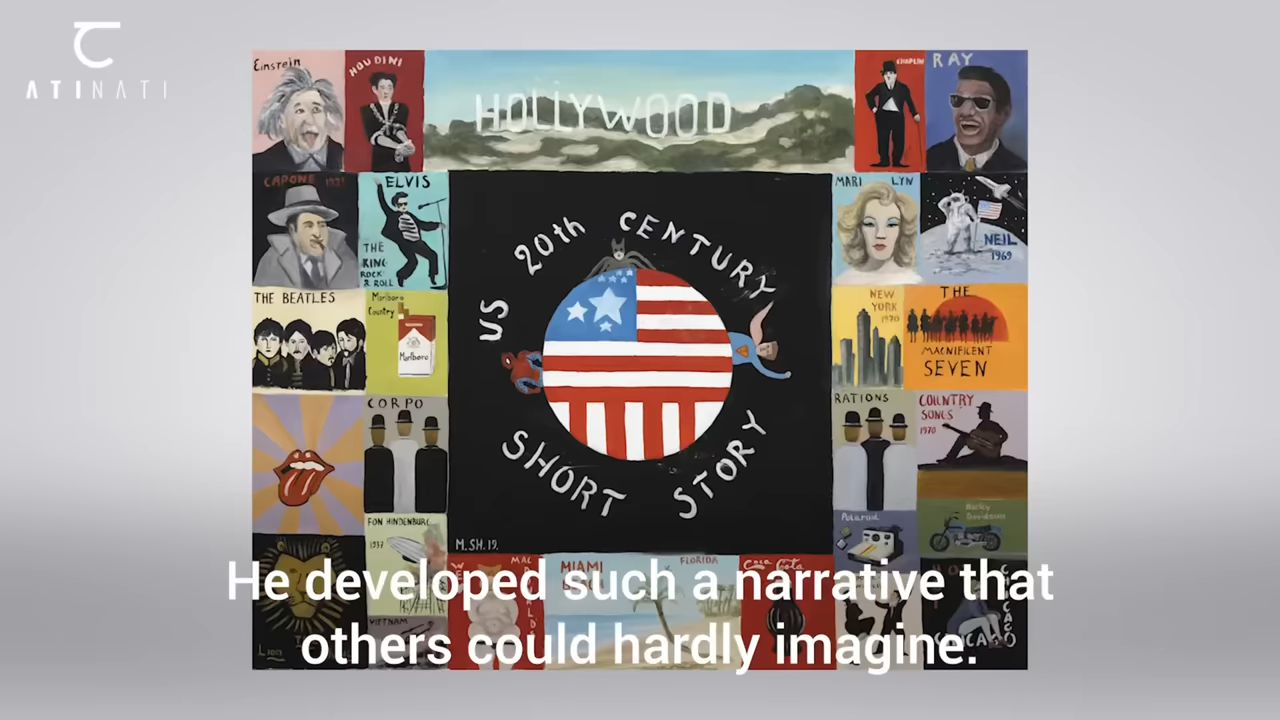 ATINATI
Einstein
HOUDINI
HOLLYWOOD
CHAPLIN
RAY
CAPONE
ELVIS
THE
KING
ROCK
& ROLL
MARI LYN
NEIL
1969
US 20th CENTURY
SHORT STORY
THE BEATLES
Marlboro
Country
Marlboro
NEW
YORK
1970
THE
MAGNIFICENT
SEVEN
CORPO
RATIONS
COUNTRY
SONGS
1970
FON HINDENBURG
1937
Polaroid
Harley
Davidson
M.SH.19.
MIAMI
FLORIDA
Coca Cola
VIETNAM
He developed such a narrative that
others could hardly imagine.